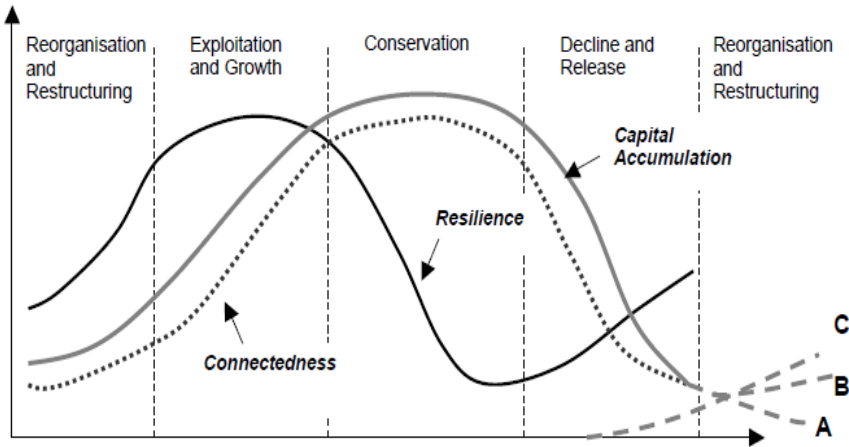 Reorganisation
and
Restructuring
Exploitation
and Growth
Conservation
Decline and
Release
Reorganisation
and
Restructuring
Capital
Accumulation
Resilience
Connectedness
C
B
A